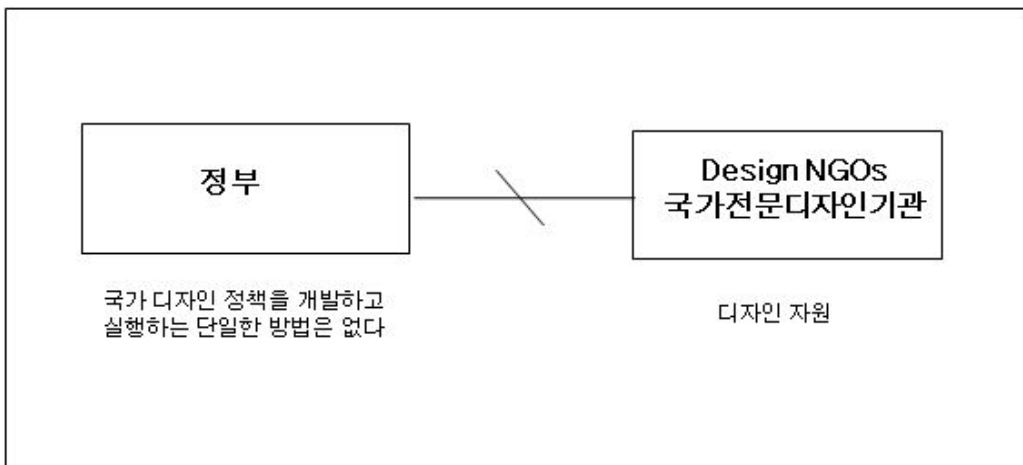 정부
Design NGOs
국가전문디자인기관
국가 디자인 정책을 개발하고
실행하는 단일한 방법은 없다
디자인 자원